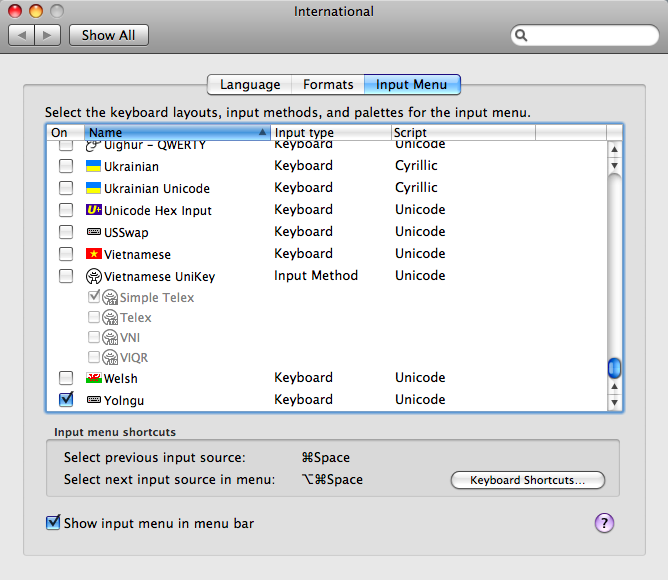 International
Show All
Language Formats Input Menu
Select the keyboard layouts, input methods, and palettes for the input menu.
On Name Input type Script
Uighur - QWERTY Keyboard Unicode
Ukrainian Keyboard Cyrillic
Ukrainian Unicode Keyboard Cyrillic
U+ Unicode Hex Input Keyboard Unicode
USSwap Keyboard Unicode
Vietnamese Keyboard Unicode
Vietnamese UniKey Input Method Unicode
Simple Telex
Telex
VNI
VIQR
Welsh Keyboard Unicode
Yolngu Keyboard Unicode
Input menu shortcuts
Select previous input source: ⌘Space
Select next input source in menu: ⌥⌘Space Keyboard Shortcuts...
Show input menu in menu bar ?